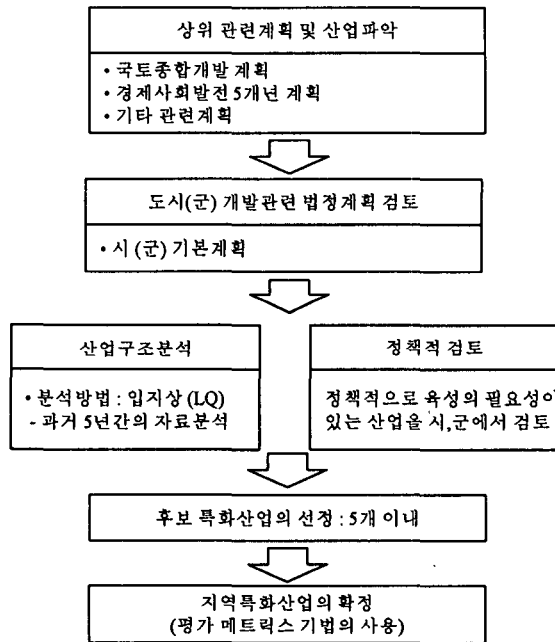 상위 관련계획 및 산업파악
• 국토종합개발 계획
• 경제사회발전 5개년 계획
• 기타 관련계획
도시(군) 개발관련 법정계획 검토
• 시 (군) 기본계획
산업구조분석
• 분석방법 : 입지상 (LQ)
- 과거 5년간의 자료분석
정책적 검토
정책적으로 육성의 필요성이
있는 산업을 시,군에서 검토
후보 특화산업의 선정 : 5개 이내
지역특화산업의 확정
(평가 메트릭스 기법의 사용)